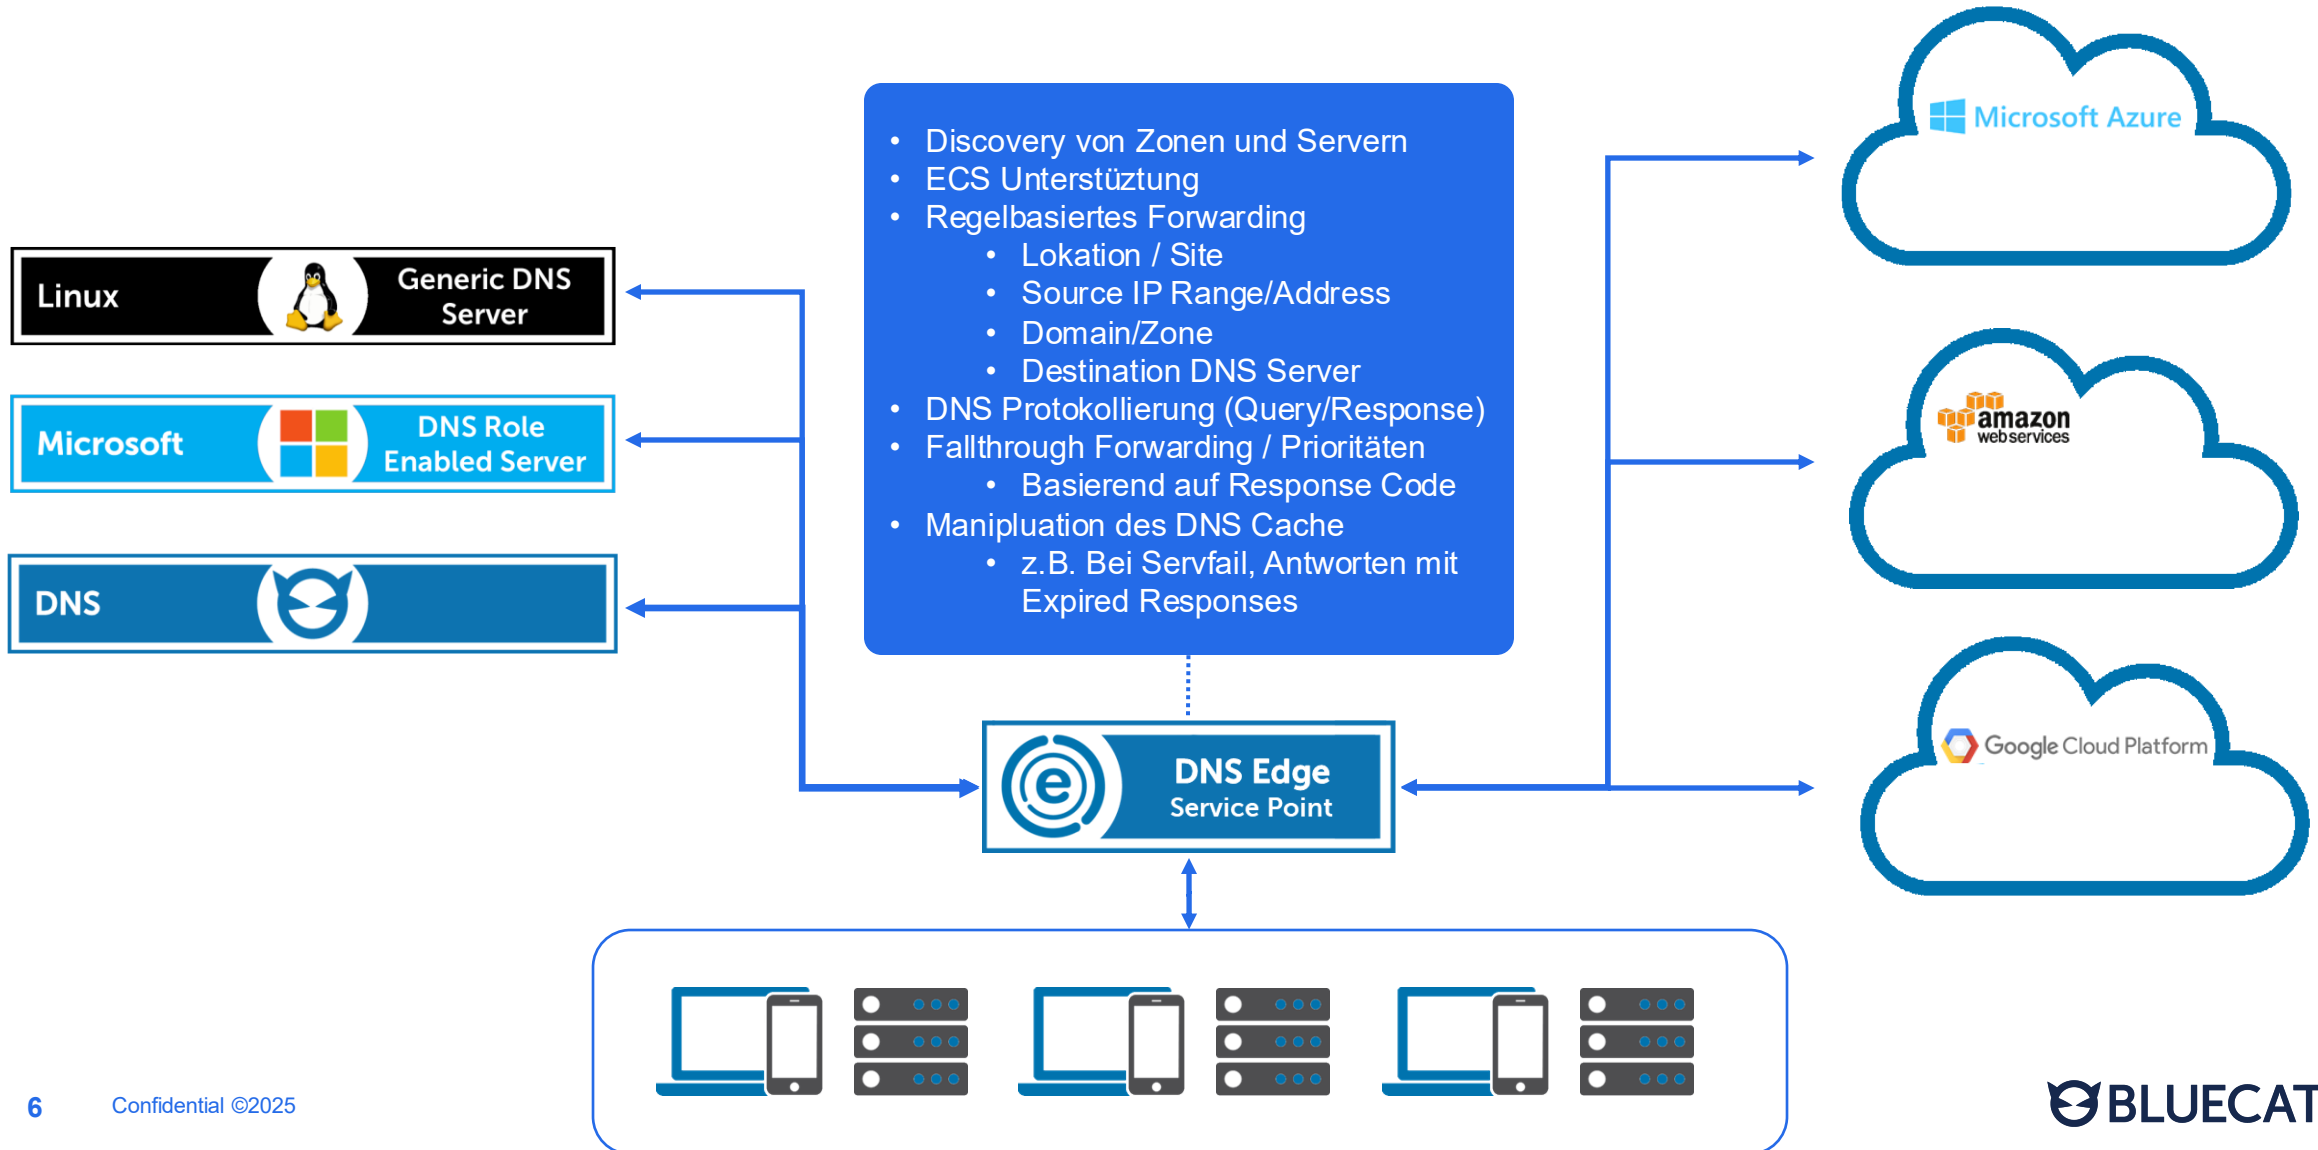 Microsoft Azure
• Discovery von Zonen und Servern
• ECS Unterstüztung
• Regelbasiertes Forwarding
• Lokation / Site
• Source IP Range/Address
• Domain/Zone
• Destination DNS Server
• DNS Protokollierung (Query/Response)
• Fallthrough Forwarding / Prioritäten
• Basierend auf Response Code
• Manipluation des DNS Cache
• z.B. Bei Servfail, Antworten mit
Expired Responses
Linux
Generic DNS
Server
Microsoft
DNS Role
Enabled Server
DNS
amazon
webservices
Google Cloud Platform
e
DNS Edge
Service Point
6
Confidential ©2025
BLUECAT